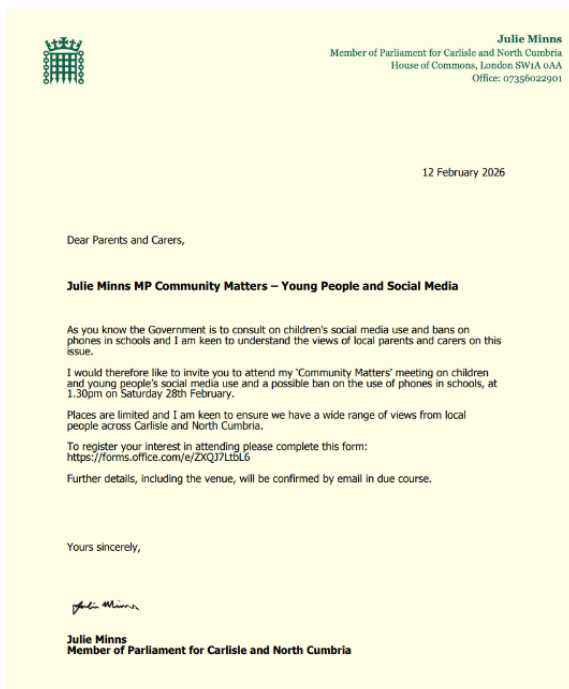 Julie Minns
Member of Parliament for Carlisle and North Cumbria
House of Commons, London SW1A 0AA
Office: 07356022901
12 February 2026
Dear Parents and Carers,
Julie Minns MP Community Matters – Young People and Social Media
As you know the Government is to consult on children's social media use and bans on
phones in schools and I am keen to understand the views of local parents and carers on this
issue.
I would therefore like to invite you to attend my 'Community Matters' meeting on children
and young people's social media use and a possible ban on the use of phones in schools, at
1.30pm on Saturday 28th February.
Places are limited and I am keen to ensure we have a wide range of views from local
people across Carlisle and North Cumbria.
To register your interest in attending please complete this form:
https://forms.office.com/e/ZXQJ7LtbL6
Further details, including the venue, will be confirmed by email in due course.
Yours sincerely,
Julie Minns
Julie Minns
Member of Parliament for Carlisle and North Cumbria